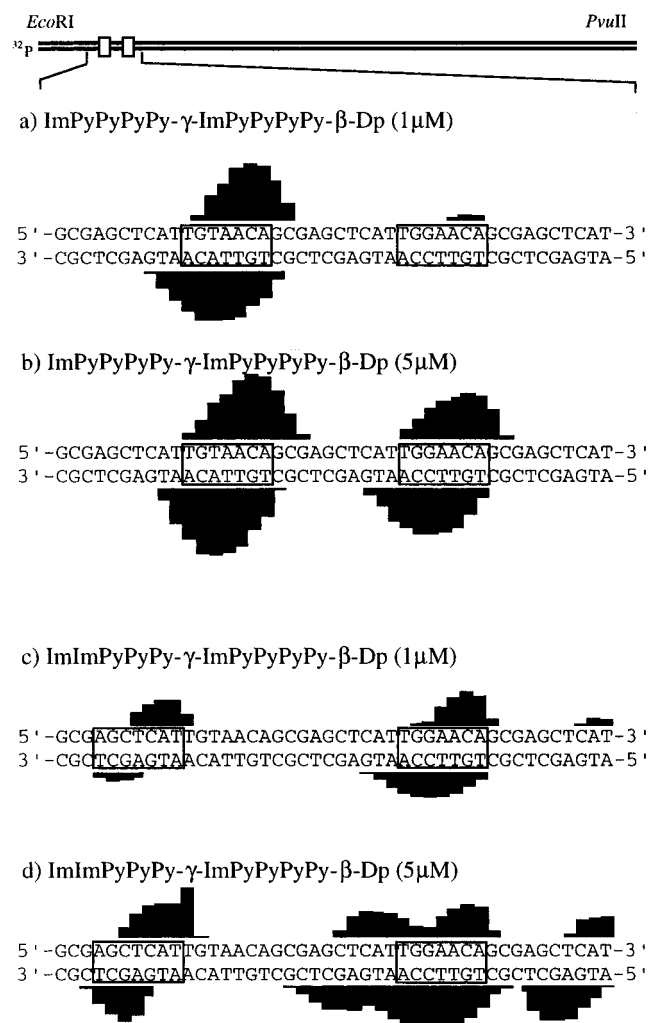 EcoRI PvuII
32P
a) ImPyPyPyPy-γ-ImPyPyPyPy-β-Dp (1μM)
5'-GCGAGCTCATTGTAACAGCGAGCTCATTGGAACAGCGAGCTCAT-3'
3'-CGCTCGAGTAACATTGTCGCTCGAGTAACCTTGTCGCTCGAGTA-5'
b) ImPyPyPyPy-γ-ImPyPyPyPy-β-Dp (5μM)
5'-GCGAGCTCATTGTAACAGCGAGCTCATTGGAACAGCGAGCTCAT-3'
3'-CGCTCGAGTAACATTGTCGCTCGAGTAACCTTGTCGCTCGAGTA-5'
c) ImImPyPyPy-γ-ImPyPyPyPy-β-Dp (1μM)
5'-GCGAGCTCATTGTAACAGCGAGCTCATTGGAACAGCGAGCTCAT-3'
3'-CGCTCGAGTAACATTGTCGCTCGAGTAACCTTGTCGCTCGAGTA-5'
d) ImImPyPyPy-γ-ImPyPyPyPy-β-Dp (5μM)
5'-GCGAGCTCATTGTAACAGCGAGCTCATTGGAACAGCGAGCTCAT-3'
3'-CGCTCGAGTAACATTGTCGCTCGAGTAACCTTGTCGCTCGAGTA-5'